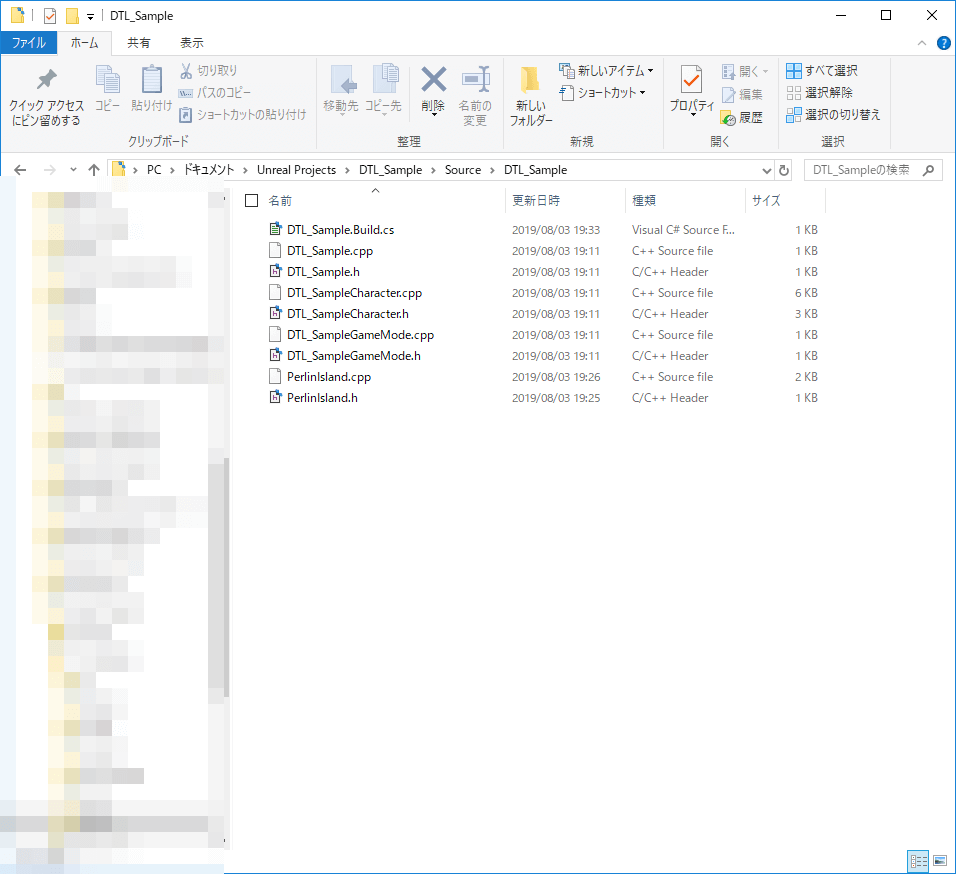 DTL_Sample
ファイル ホーム 共有 表示
クイック アクセス
にピン留めする
コピー
貼り付け
切り取り
パスのコピー
ショートカットの貼り付け
クリップボード
移動先 コピー先 削除 名前の
変更
整理
新しい
フォルダー
新しいアイテム
ショートカット
新規
プロパティ
開く
編集
履歴
開く
すべて選択
選択解除
選択の切り替え
選択
PC ドキュメント Unreal Projects DTL_Sample Source DTL_Sample
DTL_Sampleの検索
名前 更新日時 種類 サイズ
DTL_Sample.Build.cs 2019/08/03 19:33 Visual C# Source F... 1 KB
DTL_Sample.cpp 2019/08/03 19:11 C++ Source file 1 KB
DTL_Sample.h 2019/08/03 19:11 C/C++ Header 1 KB
DTL_SampleCharacter.cpp 2019/08/03 19:11 C++ Source file 6 KB
DTL_SampleCharacter.h 2019/08/03 19:11 C/C++ Header 3 KB
DTL_SampleGameMode.cpp 2019/08/03 19:11 C++ Source file 1 KB
DTL_SampleGameMode.h 2019/08/03 19:11 C/C++ Header 1 KB
PerlinIsland.cpp 2019/08/03 19:26 C++ Source file 2 KB
PerlinIsland.h 2019/08/03 19:25 C/C++ Header 1 KB